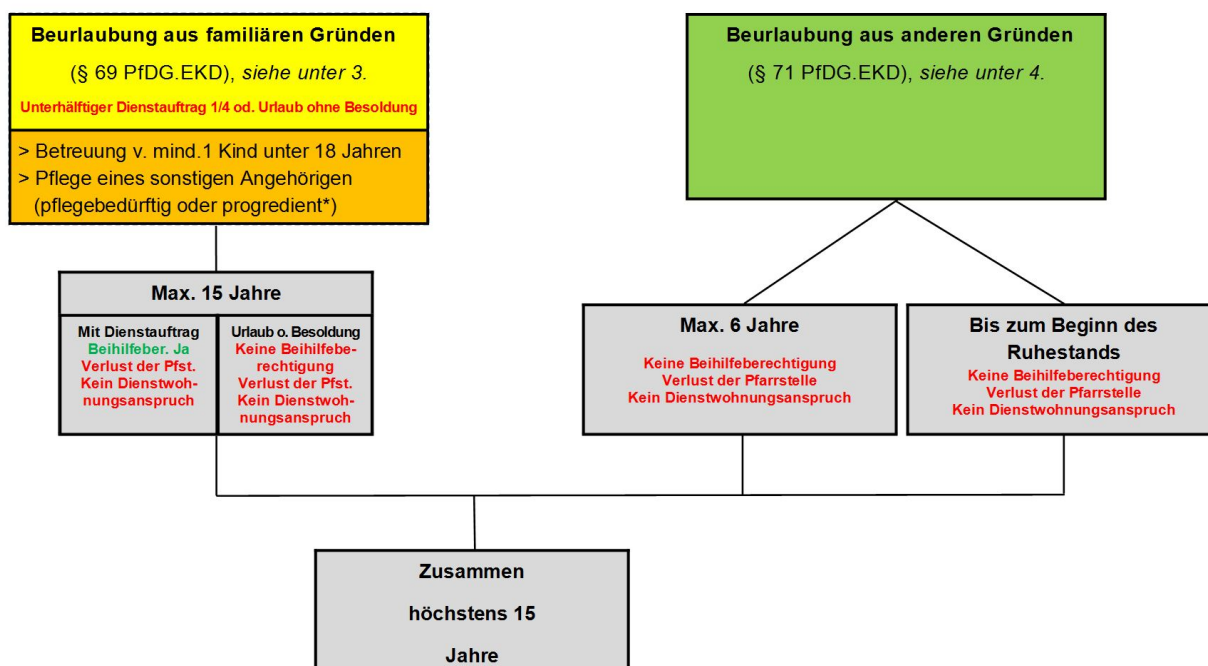 Beurlaubung aus familiären Gründen
(§ 69 PfDG.EKD), siehe unter 3.
Unterhälftiger Dienstauftrag 1/4 od. Urlaub ohne Besoldung
> Betreuung v. mind.1 Kind unter 18 Jahren
> Pflege eines sonstigen Angehörigen
(pflegebedürftig oder progredient*)
Beurlaubung aus anderen Gründen
(§ 71 PfDG.EKD), siehe unter 4.
Max. 15 Jahre
Mit Dienstauftrag
Beihilfeber. Ja
Verlust der Pfst.
Kein Dienstwoh-
nungsanspruch
Urlaub o. Besoldung
Keine Beihilfebe-
rechtigung
Verlust der Pfst.
Kein Dienstwoh-
nungsanspruch
Max. 6 Jahre
Keine Beihilfeberechtigung
Verlust der Pfarrstelle
Kein Dienstwohnungsanspruch
Bis zum Beginn des
Ruhestands
Keine Beihilfeberechtigung
Verlust der Pfarrstelle
Kein Dienstwohnungsanspruch
Zusammen
höchstens 15
Jahre